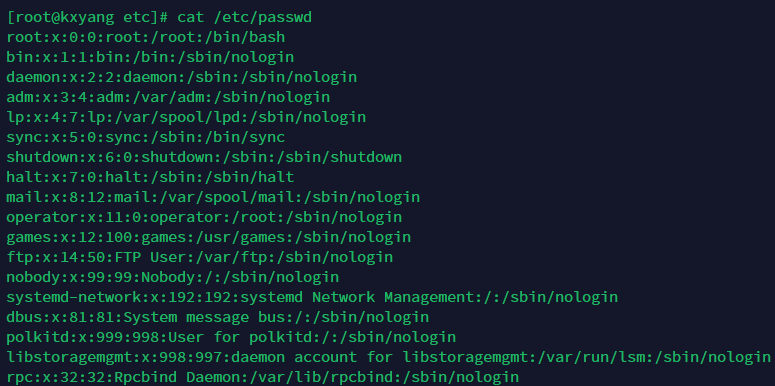 [root@kxyang etc]# cat /etc/passwd
root:x:0:0:root:/root:/bin/bash
bin:x:1:1:bin:/bin:/sbin/nologin
daemon:x:2:2:daemon:/sbin:/sbin/nologin
adm:x:3:4:adm:/var/adm:/sbin/nologin
lp:x:4:7:lp:/var/spool/lpd:/sbin/nologin
sync:x:5:0:sync:/sbin:/bin/sync
shutdown:x:6:0:shutdown:/sbin:/sbin/shutdown
halt:x:7:0:halt:/sbin:/sbin/halt
mail:x:8:12:mail:/var/spool/mail:/sbin/nologin
operator:x:11:0:operator:/root:/sbin/nologin
games:x:12:100:games:/usr/games:/sbin/nologin
ftp:x:14:50:FTP User:/var/ftp:/sbin/nologin
nobody:x:99:99:Nobody:/:/sbin/nologin
systemd-network:x:192:192:systemd Network Management:/:/sbin/nologin
dbus:x:81:81:System message bus:/:/sbin/nologin
polkitd:x:999:998:User for polkitd:/:/sbin/nologin
libstoragemgmt:x:998:997:daemon account for libstoragemgmt:/var/run/lsm:/sbin/nologin
rpc:x:32:32:Rpcbind Daemon:/var/lib/rpcbind:/sbin/nologin